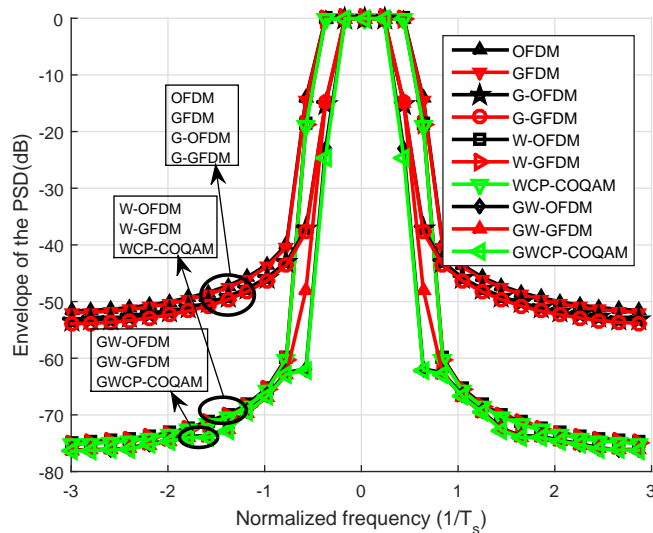 Envelope of the PSD(dB)
0
-10
-20
-30
-40
-50
-60
-70
-80
-3
-2
-1
0
1
2
3
Normalized frequency (1/Ts)
OFDM
GFDM
G-OFDM
G-GFDM
W-OFDM
W-GFDM
WCP-COQAM
GW-OFDM
GW-GFDM
GWCP-COQAM
OFDM
GFDM
G-OFDM
G-GFDM
W-OFDM
W-GFDM
WCP-COQAM
GW-OFDM
GW-GFDM
GWCP-COQAM